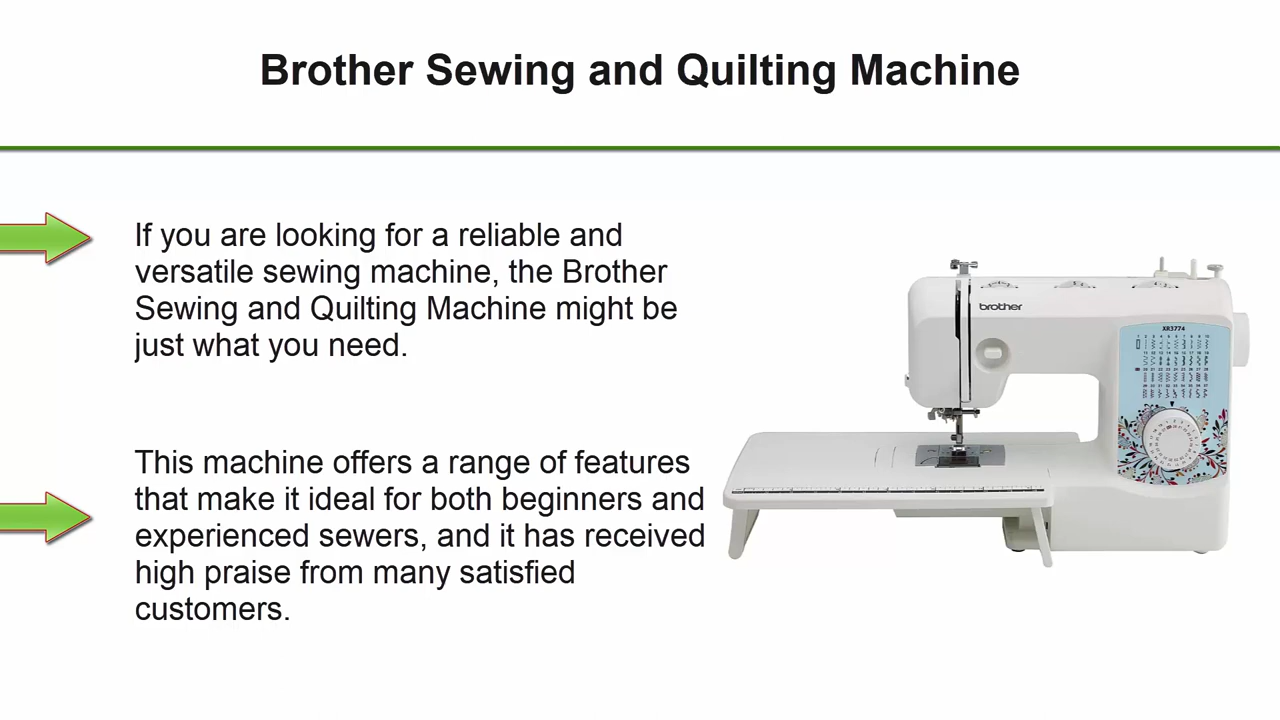 Brother Sewing and Quilting Machine
If you are looking for a reliable and
versatile sewing machine, the Brother
Sewing and Quilting Machine might be
just what you need.
This machine offers a range of features
that make it ideal for both beginners and
experienced sewers, and it has received
high praise from many satisfied
customers.
brother
XR3774